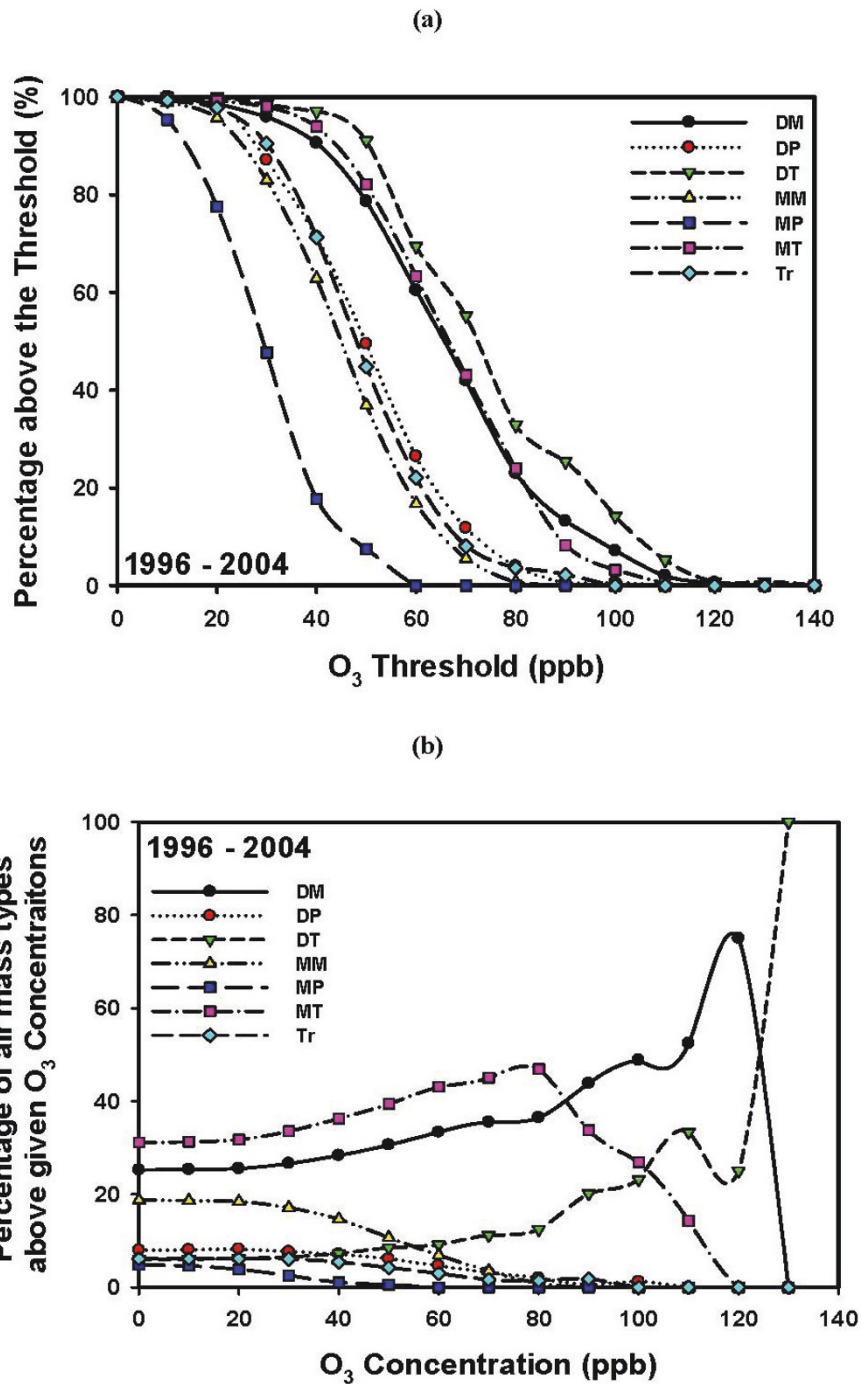 (a)
Percentage above the Threshold (%)
100
80
60
40
20
0
DM
DP
DT
MM
MP
MT
Tr
1996 - 2004
0 20 40 60 80 100 120 140
O₃ Threshold (ppb)
(b)
Percentage of air mass types
above given O₃ Concentraitons
100
80
60
40
20
0
1996 - 2004
DM
DP
DT
MM
MP
MT
Tr
0 20 40 60 80 100 120 140
O₃ Concentration (ppb)